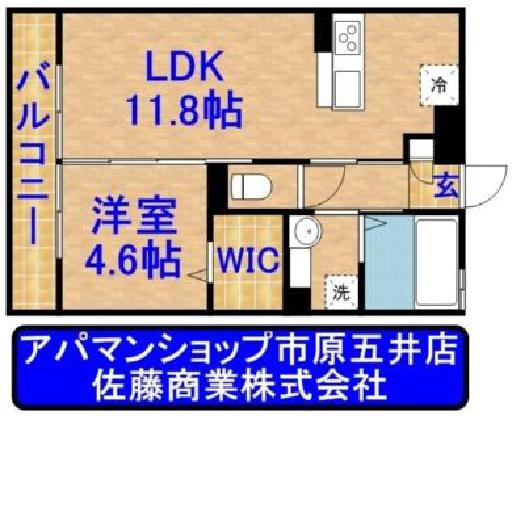 LDK
11.8帖
冷
バルコニー
玄
洋室
4.6帖
WIC
洗
アパマンショップ市原五井店
佐藤商業株式会社